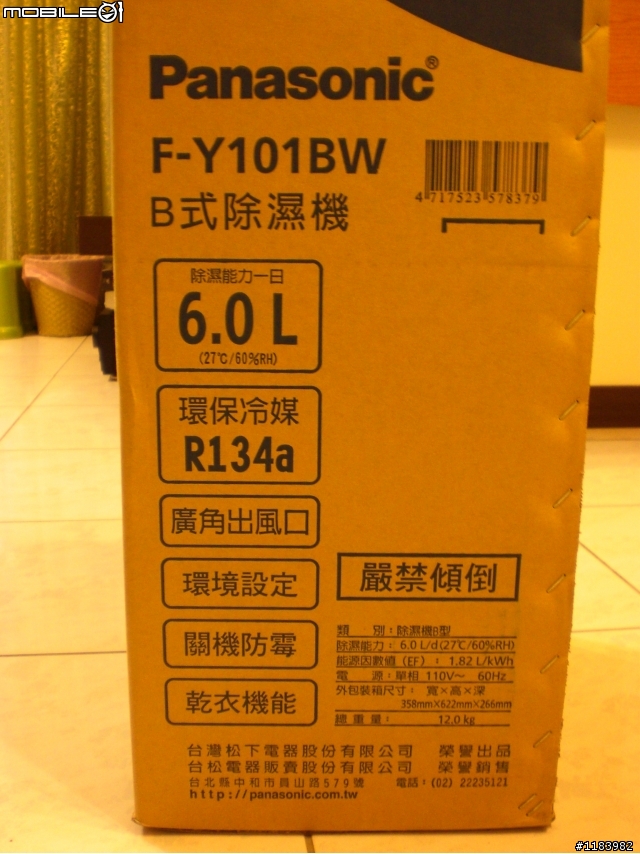 MOBILE01
Panasonic®
F-Y101BW
B式除濕機
4 717523 578379
除濕能力一日
6.0 L
(27℃/60%RH)
環保冷媒
R134a
廣角出風口
環境設定
關機防霉
乾衣機能
嚴禁傾倒
類 別：除濕機B型
除濕能力：6.0 L/d(27℃/60%RH)
能源因數值（EF）：1.82 L/kWh
電 源：單相 110V～ 60Hz
外包裝箱尺寸： 寬×高×深
358mm×622mm×266mm
總重量： 12.0 kg
台灣松下電器股份有限公司 榮譽出品
台松電器販賣股份有限公司 榮譽銷售
台北縣中和市員山路579號 電話：(02) 22235121
http://panasonic.com.tw
#1183982